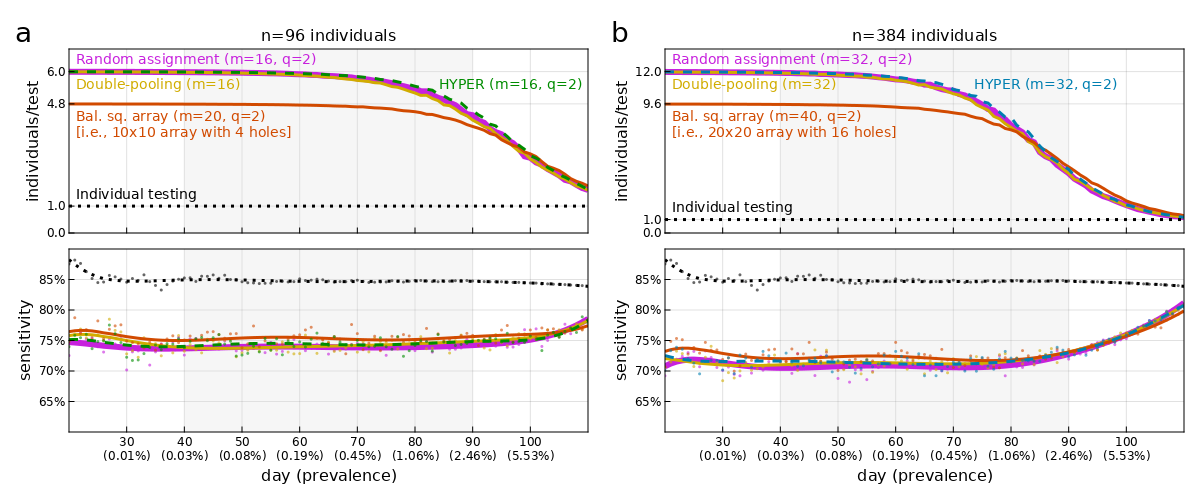 a
n=96 individuals
individuals/test
6.0
4.8
1.0
0.0
Random assignment (m=16, q=2)
Double-pooling (m=16)
HYPER (m=16, q=2)
Bal. sq. array (m=20, q=2)
[i.e., 10x10 array with 4 holes]
Individual testing
sensitivity
85%
80%
75%
70%
65%
30 40 50 60 70 80 90 100
(0.01%) (0.03%) (0.08%) (0.19%) (0.45%) (1.06%) (2.46%) (5.53%)
day (prevalence)
b
n=384 individuals
individuals/test
12.0
9.6
1.0
0.0
Random assignment (m=32, q=2)
Double-pooling (m=32)
HYPER (m=32, q=2)
Bal. sq. array (m=40, q=2)
[i.e., 20x20 array with 16 holes]
Individual testing
sensitivity
85%
80%
75%
70%
65%
30 40 50 60 70 80 90 100
(0.01%) (0.03%) (0.08%) (0.19%) (0.45%) (1.06%) (2.46%) (5.53%)
day (prevalence)